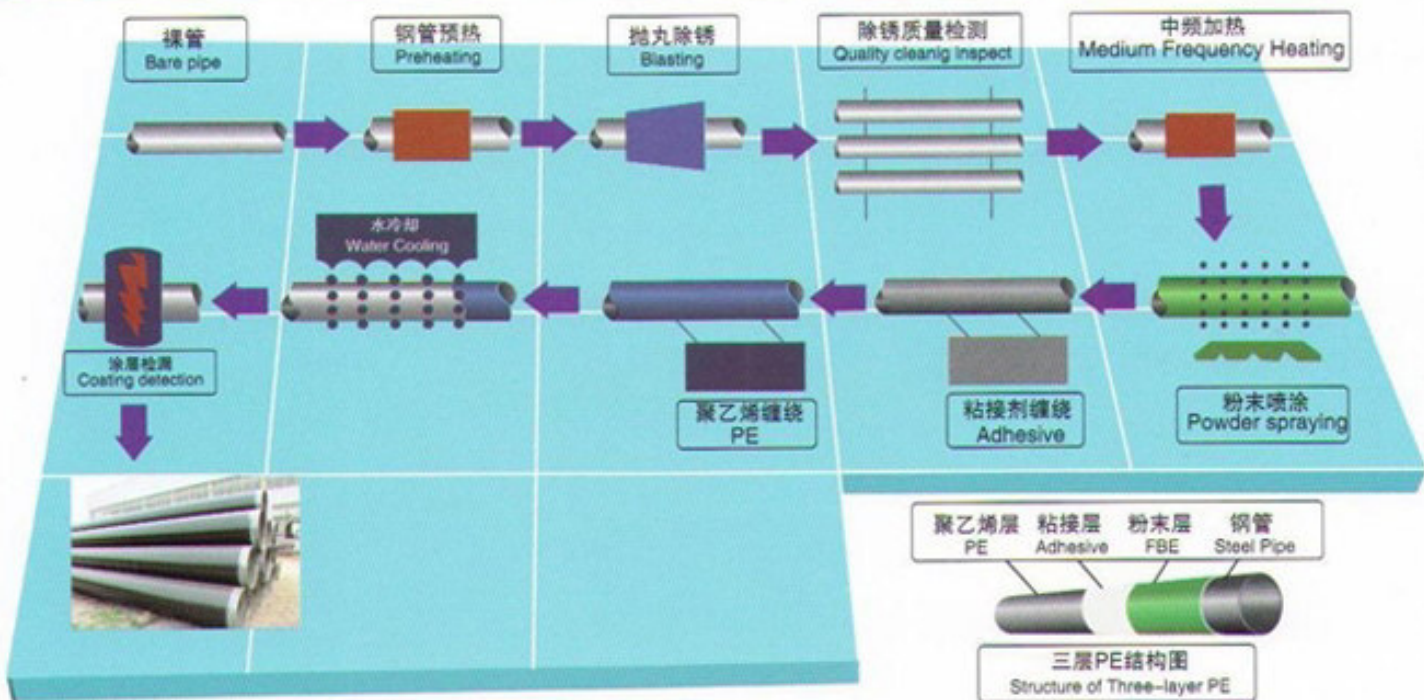 裸管
Bare pipe
钢管预热
Preheating
抛丸除锈
Blasting
除锈质量检测
Quality cleanig inspect
中频加热
Medium Frequency Heating
水冷却
Water Cooling
涂层检漏
Coating detection
聚乙烯缠绕
PE
粘接剂缠绕
Adhesive
粉末喷涂
Powder spraying
聚乙烯层 粘接层 粉末层 钢管
PE Adhesive FBE Steel Pipe
三层PE结构图
Structure of Three-layer PE